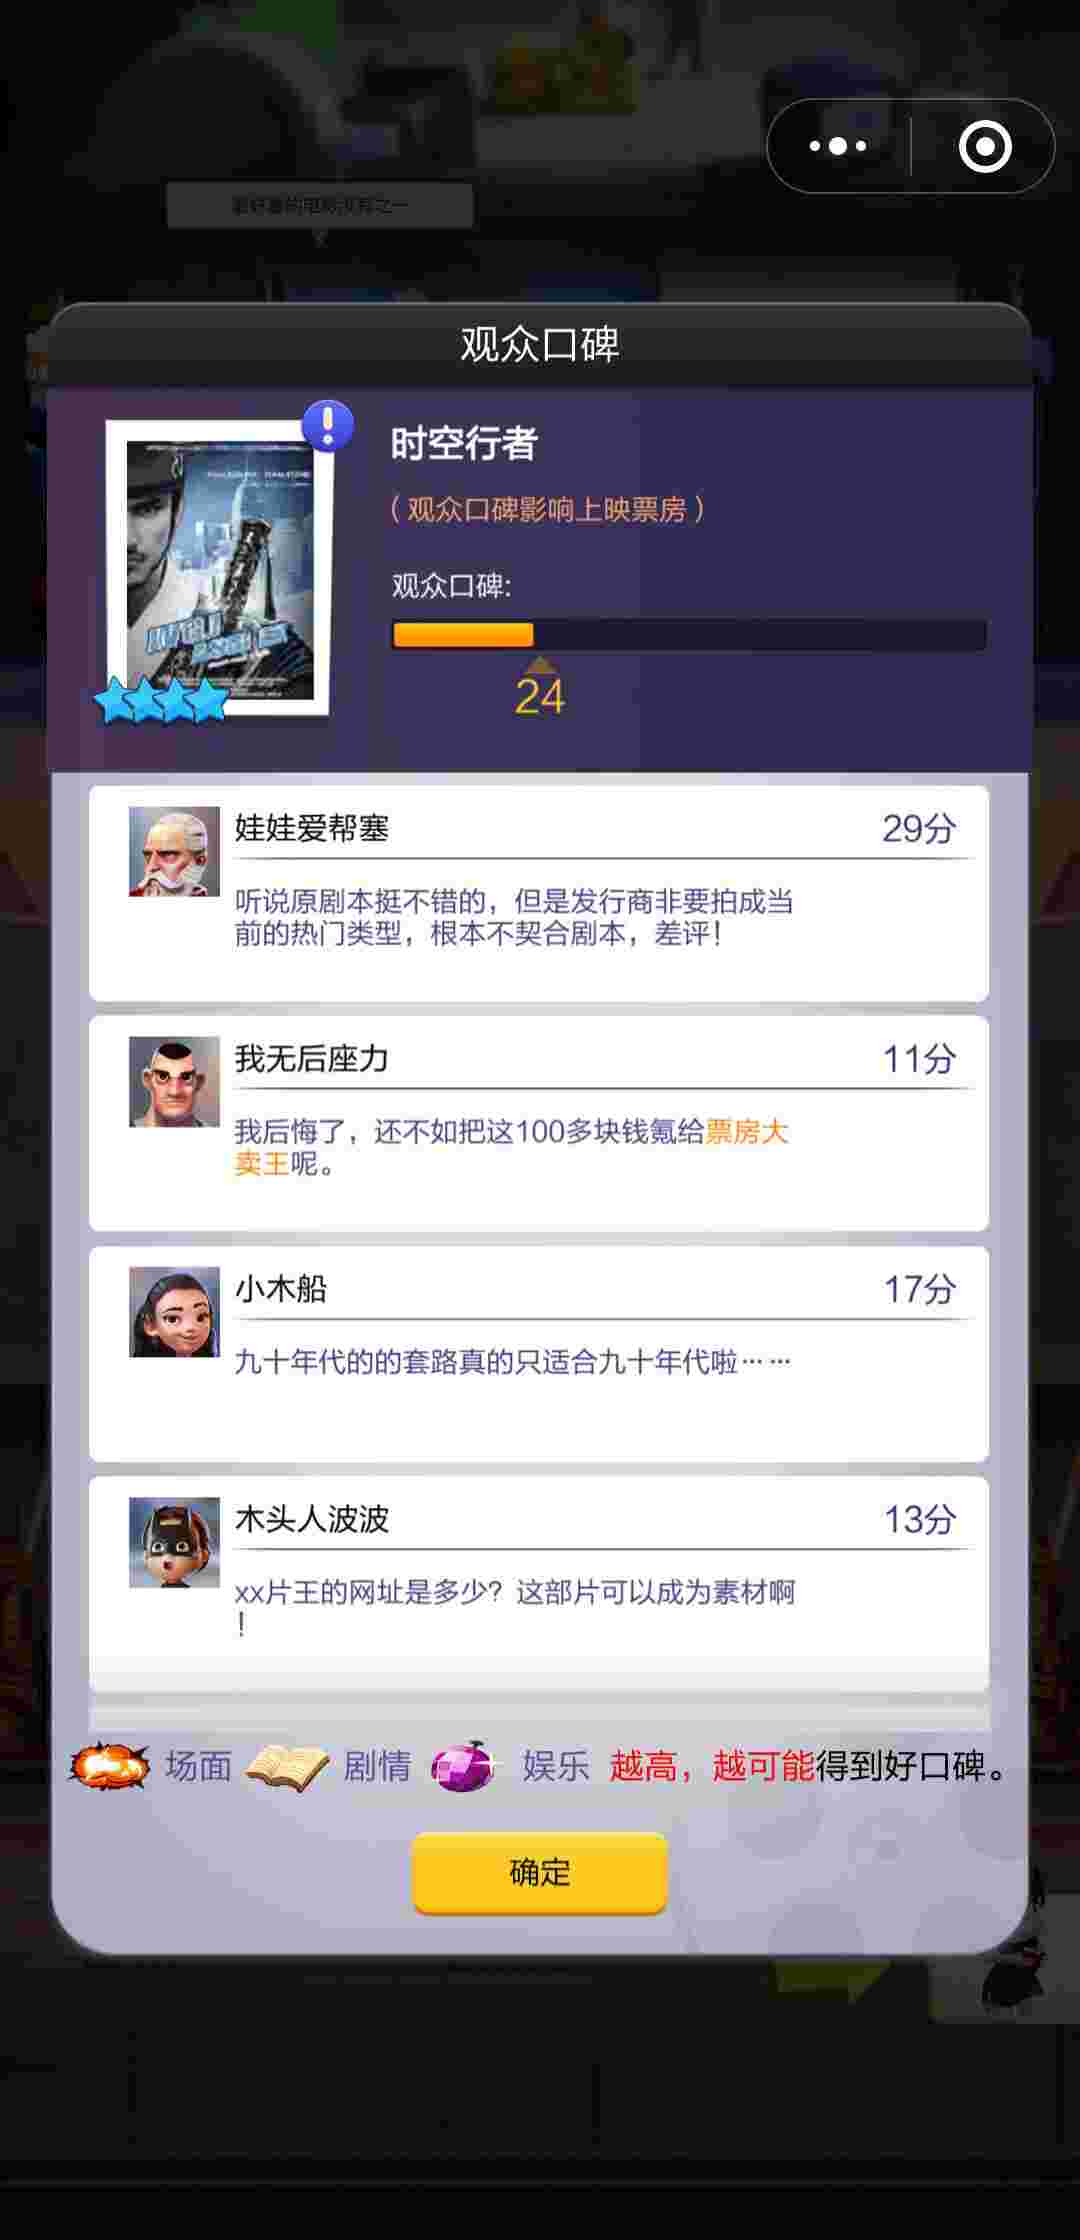 观众口碑
时空行者
（观众口碑影响上映票房）
观众口碑:
24
娃娃爱帮塞
29分
听说原剧本挺不错的，但是发行商非要拍成当
前的热门类型，根本不契合剧本，差评！
我无后座力
11分
我后悔了，还不如把这100多块钱氪给票房大
卖王呢。
小木船
17分
九十年代的的套路真的只适合九十年代啦……
木头人波波
13分
xx片王的网址是多少？这部片可以成为素材啊
！
场面 剧情 娱乐 越高，越可能得到好口碑。
确定